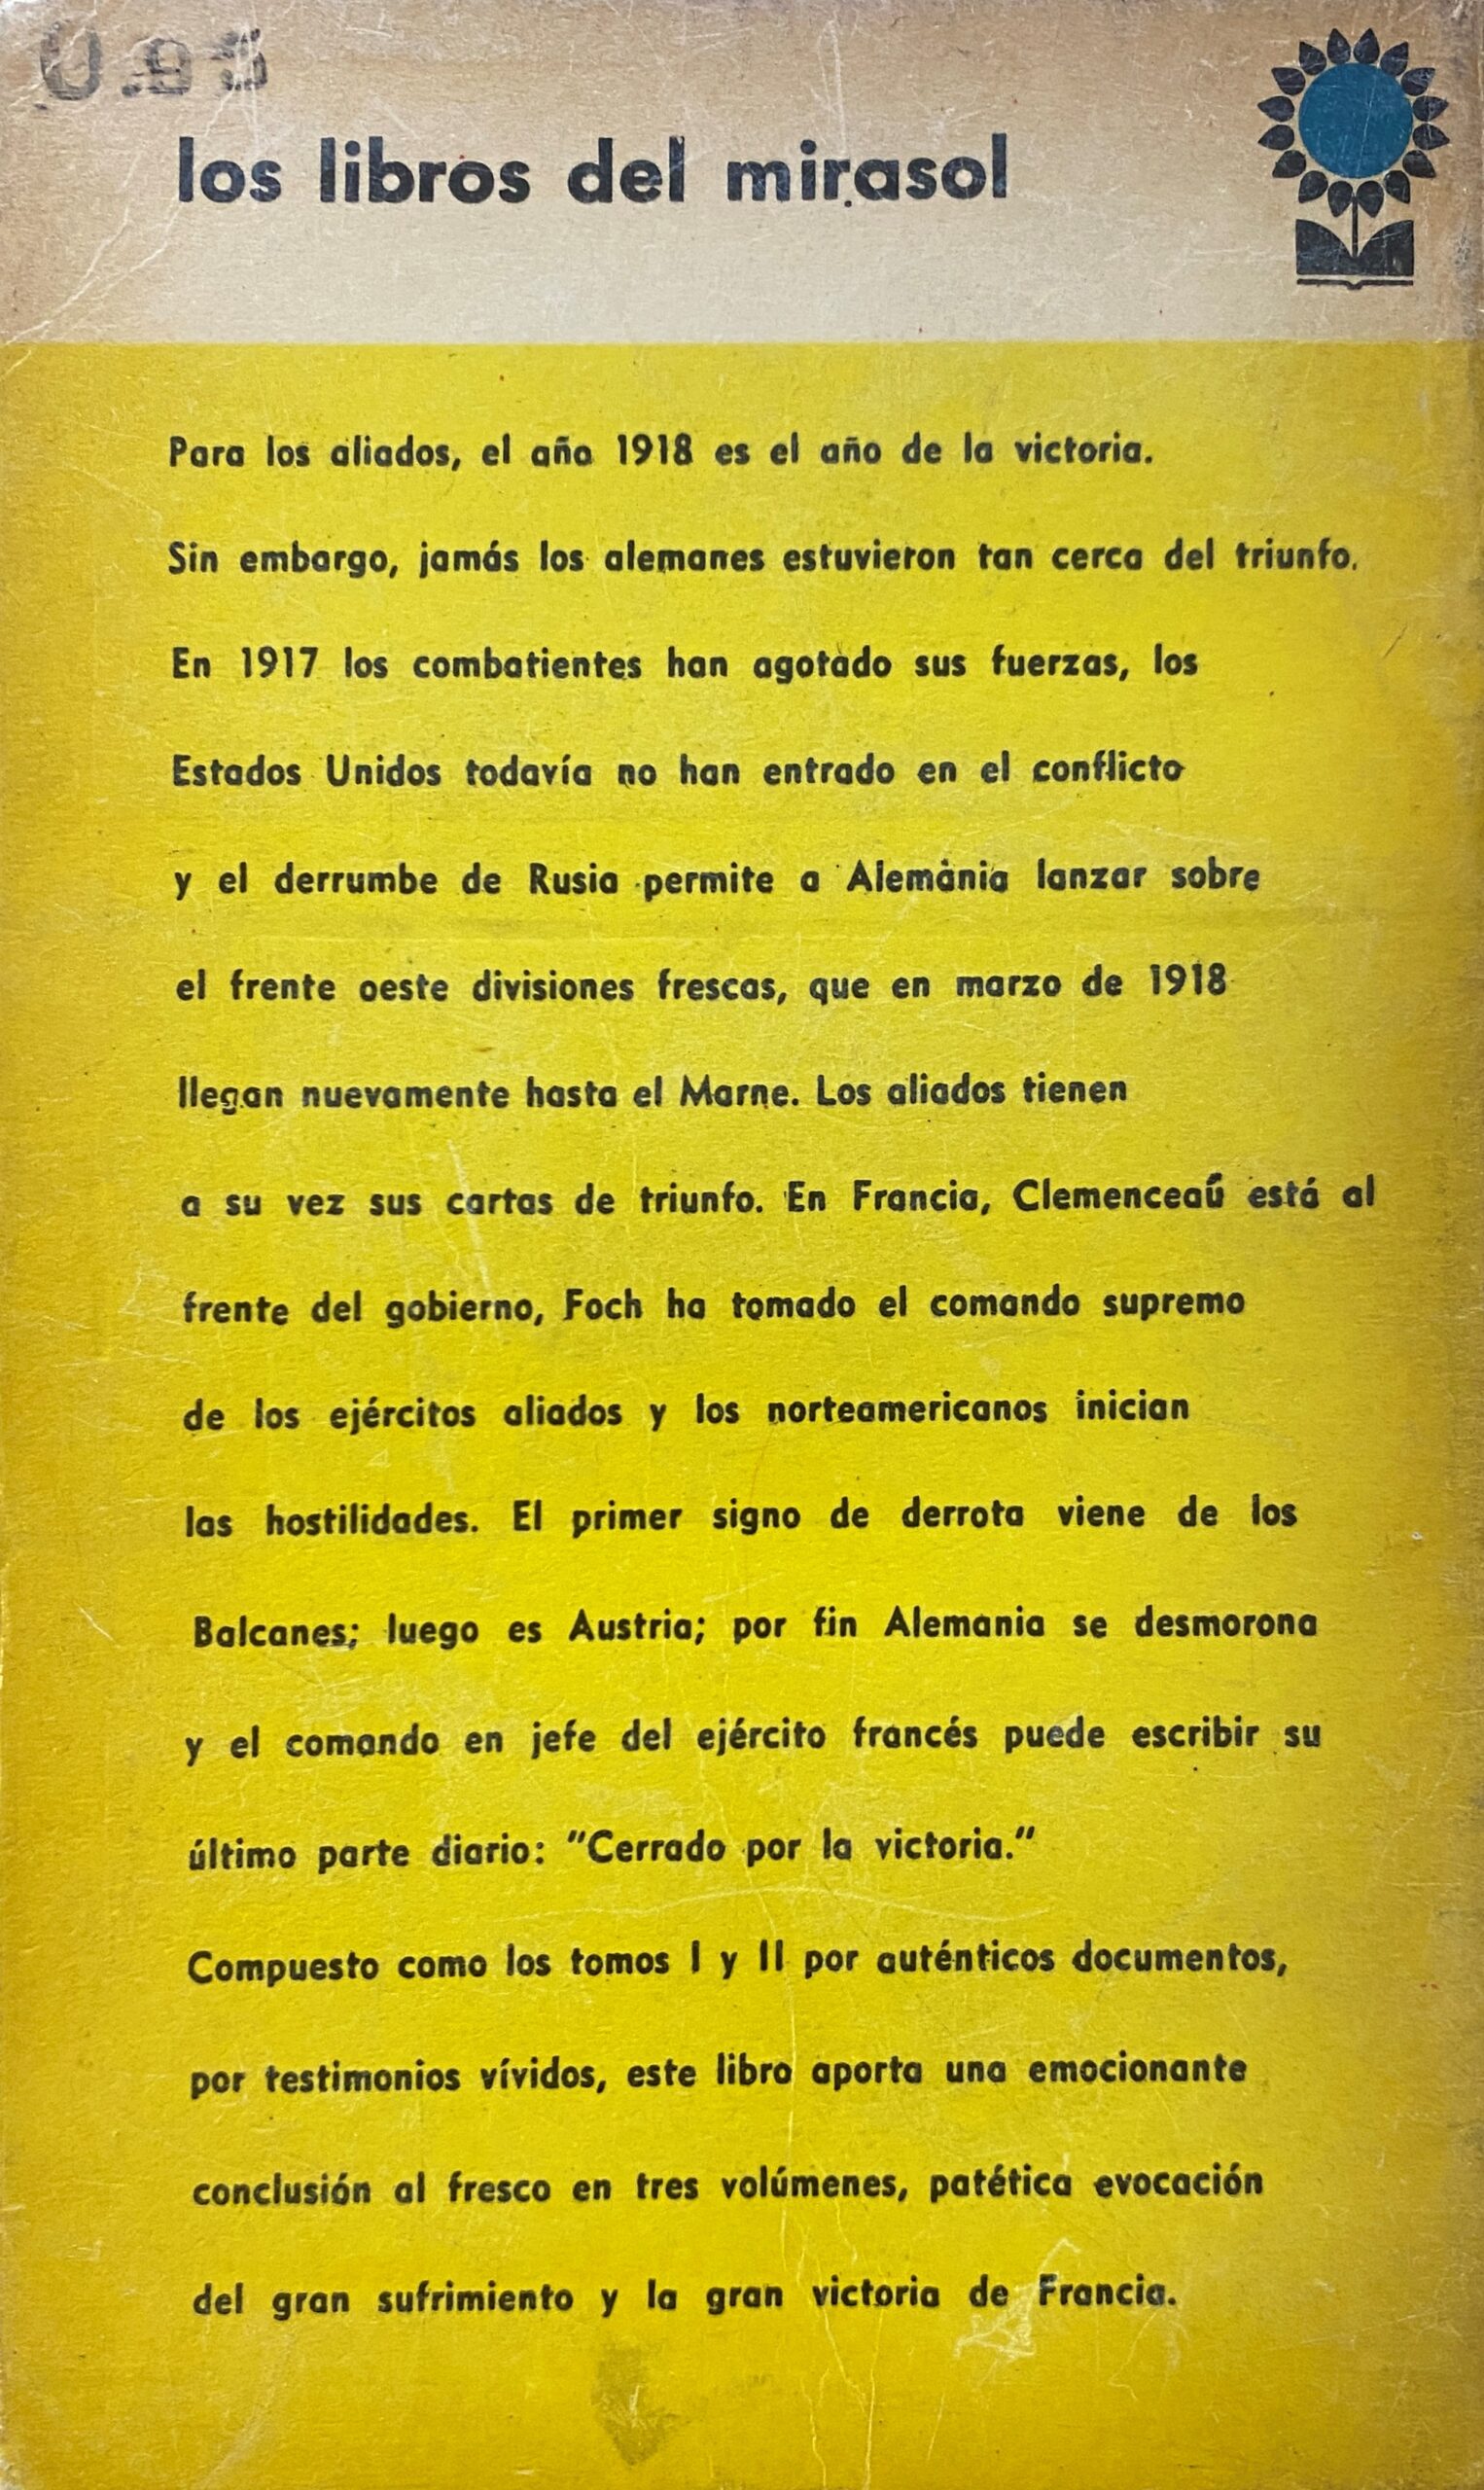 los libros del mirasol
Para los aliados, el año 1918 es el año de la victoria.
Sin embargo, jamás los alemanes estuvieron tan cerca del triunfo.
En 1917 los combatientes han agotado sus fuerzas, los
Estados Unidos todavía no han entrado en el conflicto
y el derrumbe de Rusia permite a Alemania lanzar sobre
el frente oeste divisiones frescas, que en marzo de 1918
llegan nuevamente hasta el Marne. Los aliados tienen
a su vez sus cartas de triunfo. En Francia, Clemenceau está al
frente del gobierno, Foch ha tomado el comando supremo
de los ejércitos aliados y los norteamericanos inician
las hostilidades. El primer signo de derrota viene de los
Balcanes; luego es Austria; por fin Alemania se desmorona
y el comando en jefe del ejército francés puede escribir su
último parte diario: "Cerrado por la victoria."
Compuesto como los tomos I y II por auténticos documentos,
por testimonios vívidos, este libro aporta una emocionante
conclusión al fresco en tres volúmenes, patética evocación
del gran sufrimiento y la gran victoria de Francia.